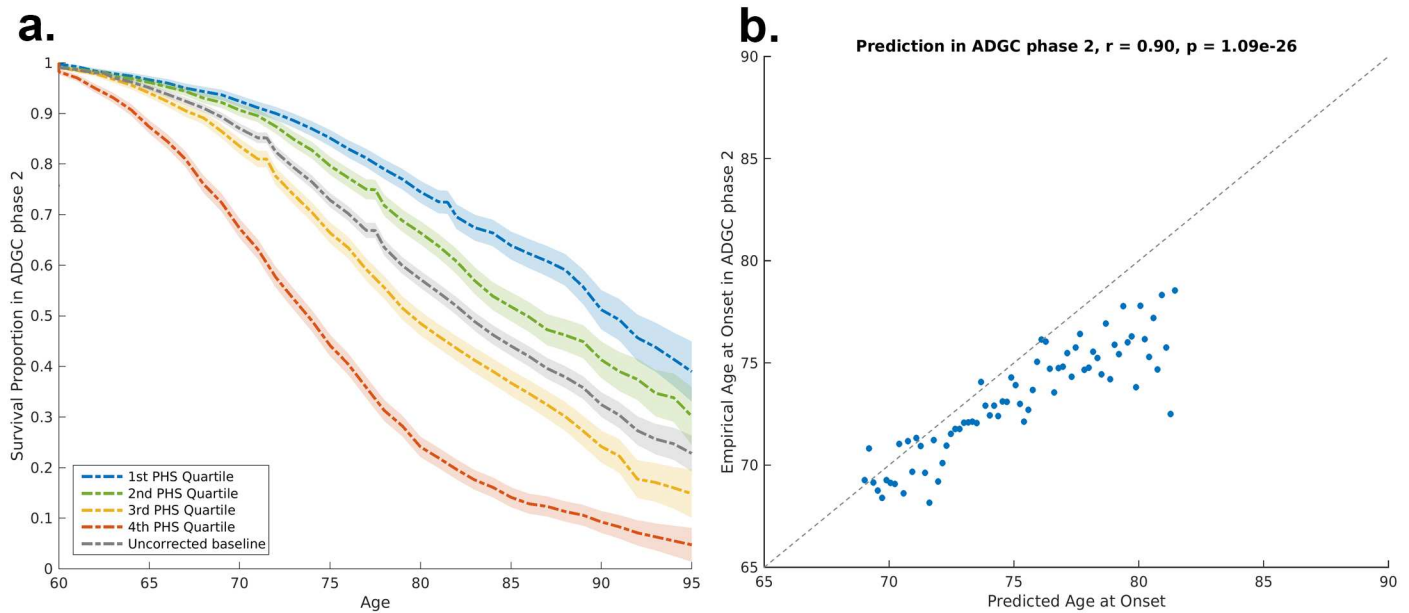 a.
Survival Proportion in ADGC phase 2
1
0.9
0.8
0.7
0.6
0.5
0.4
0.3
0.2
0.1
0
1st PHS Quartile
2nd PHS Quartile
3rd PHS Quartile
4th PHS Quartile
Uncorrected baseline
60 65 70 75 80 85 90 95
Age
b.
Prediction in ADGC phase 2, r = 0.90, p = 1.09e-26
Empirical Age at Onset in ADGC phase 2
90
85
80
75
70
65
65 70 75 80 85 90
Predicted Age at Onset